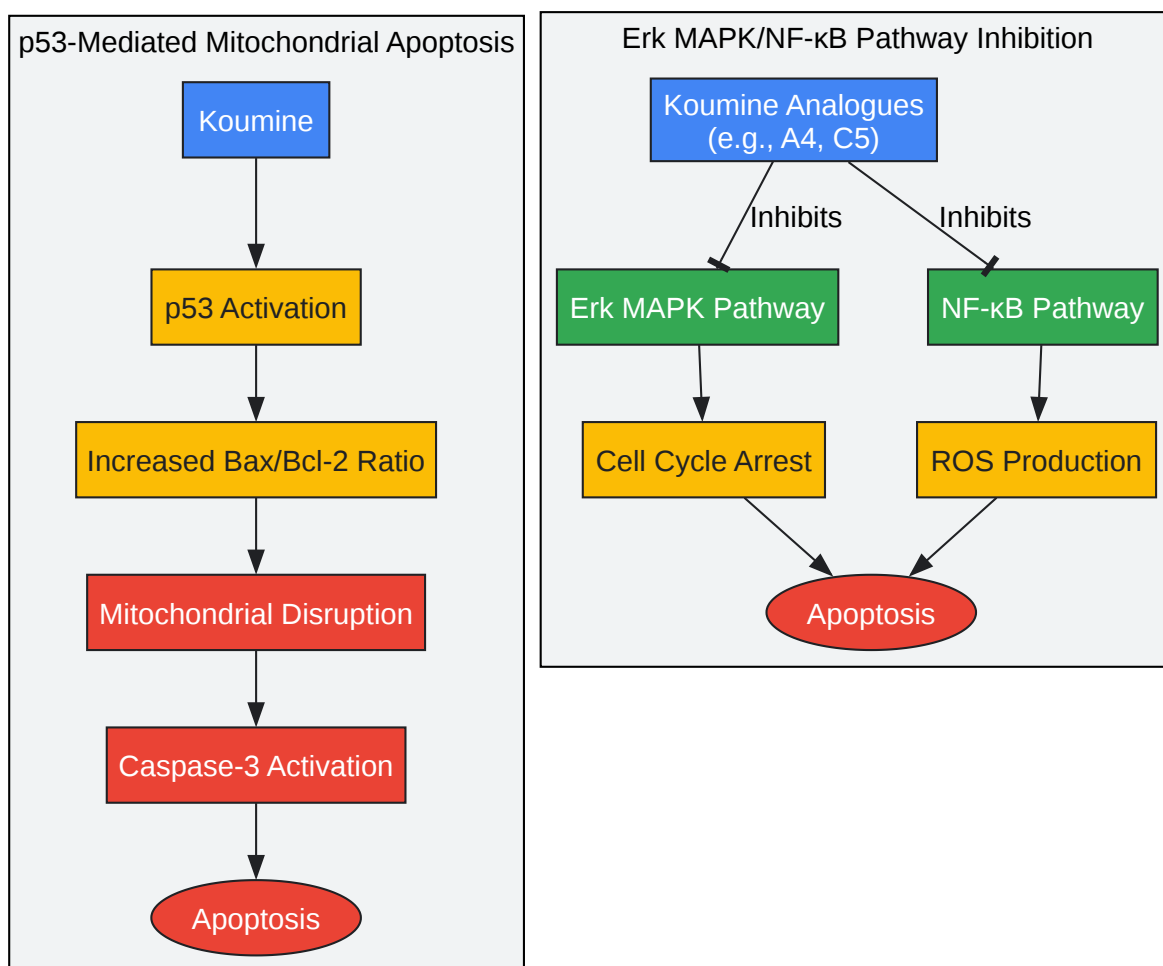 p53-Mediated Mitochondrial Apoptosis
Koumine
p53 Activation
Increased Bax/Bcl-2 Ratio
Mitochondrial Disruption
Caspase-3 Activation
Apoptosis
Erk MAPK/NF-κB Pathway Inhibition
Koumine Analogues
(e.g., A4, C5)
Inhibits
Inhibits
Erk MAPK Pathway
NF-κB Pathway
Cell Cycle Arrest
ROS Production
Apoptosis